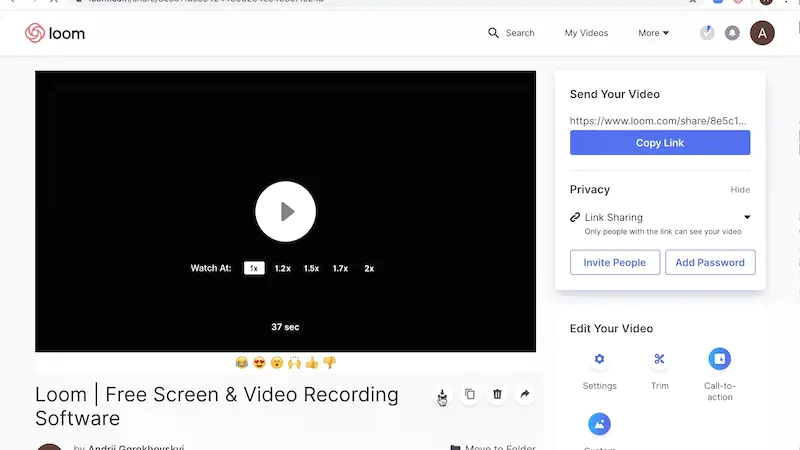 loom
Search
My Videos
More
A
Send Your Video
https://www.loom.com/share/8e5c1...
Copy Link
Privacy
Hide
Link Sharing
Only people with the link can see your video
Invite People
Add Password
Watch At:
1x
1.2x
1.5x
1.7x
2x
37 sec
Edit Your Video
Settings
Trim
Call-to-
action
Loom | Free Screen & Video Recording
Software
by Andrii Gorokhovskyi
Move to Folder
Custom